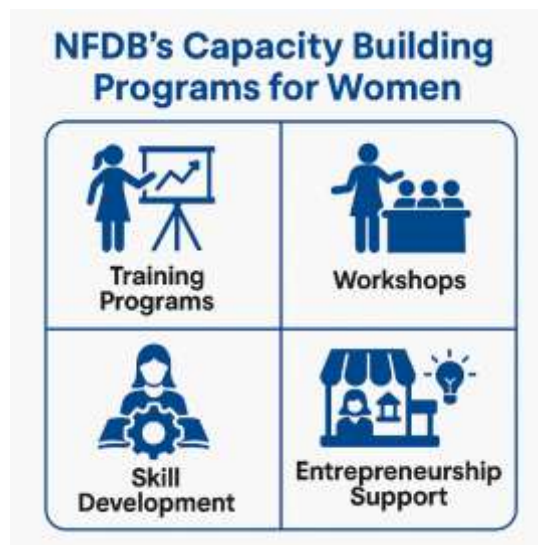 NFDB's Capacity Building
Programs for Women
Training
Programs
Workshops
Skill
Development
Entrepreneurship
Support